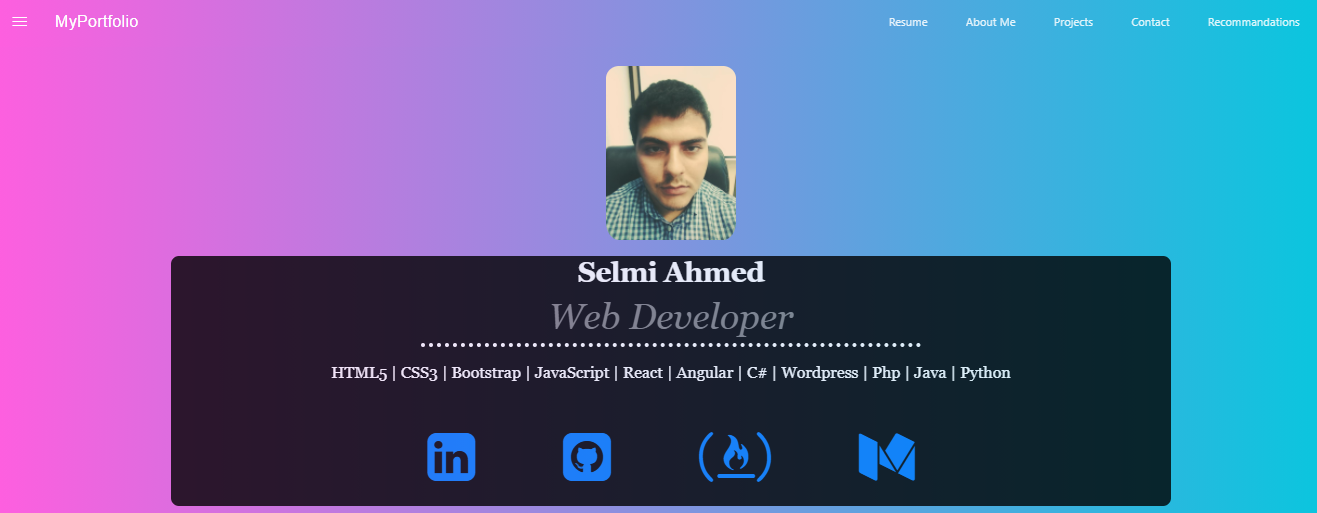 MyPortfolio
Resume About Me Projects Contact Recommandations
Selmi Ahmed
Web Developer
HTML5 | CSS3 | Bootstrap | JavaScript | React | Angular | C# | Wordpress | Php | Java | Python
in